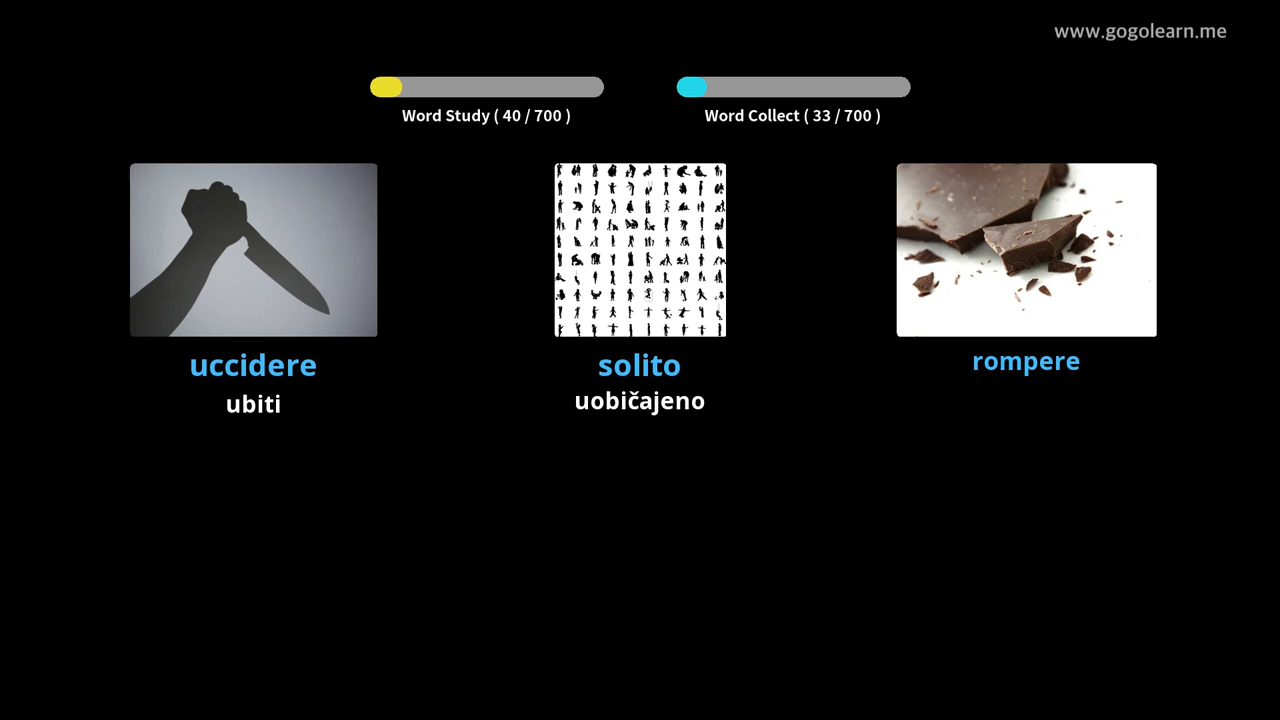 www.gogolearn.me
Word Study ( 40 / 700 )
Word Collect ( 33 / 700 )
uccidere
solito
rompere
ubiti
uobičajeno